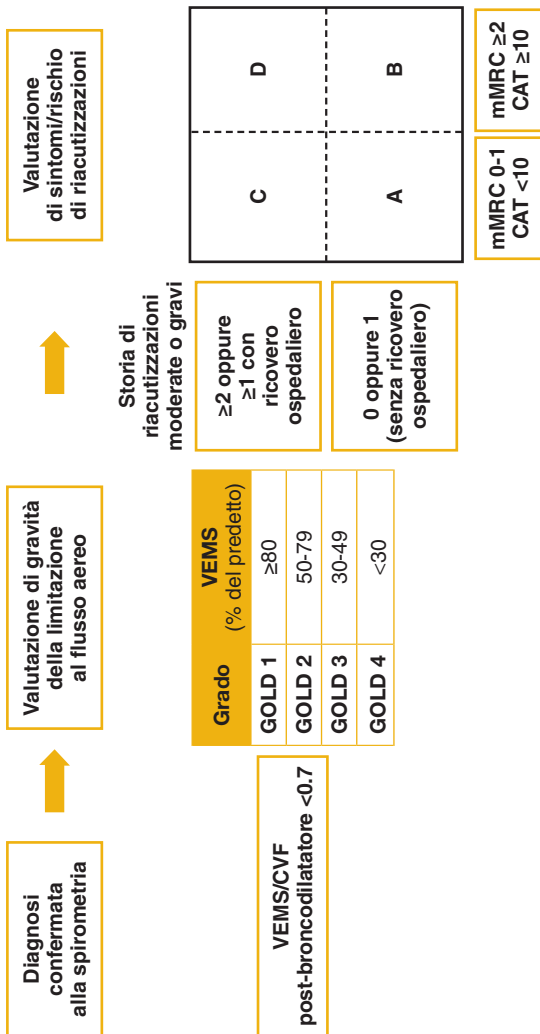 Diagnosi
confermata
alla spirometria
Valutazione di gravità
della limitazione
al flusso aereo
Valutazione
di sintomi/rischio
di riacutizzazioni
VEMS/CVF
post-broncodilatatore <0.7
Grado VEMS
(% del predetto)
GOLD 1 ≥80
GOLD 2 50-79
GOLD 3 30-49
GOLD 4 <30
Storia di
riacutizzazioni
moderate o gravi
≥2 oppure
≥1 con
ricovero
ospedaliero
0 oppure 1
(senza ricovero
ospedaliero)
C D
A B
mMRC 0-1
CAT <10
mMRC ≥2
CAT ≥10